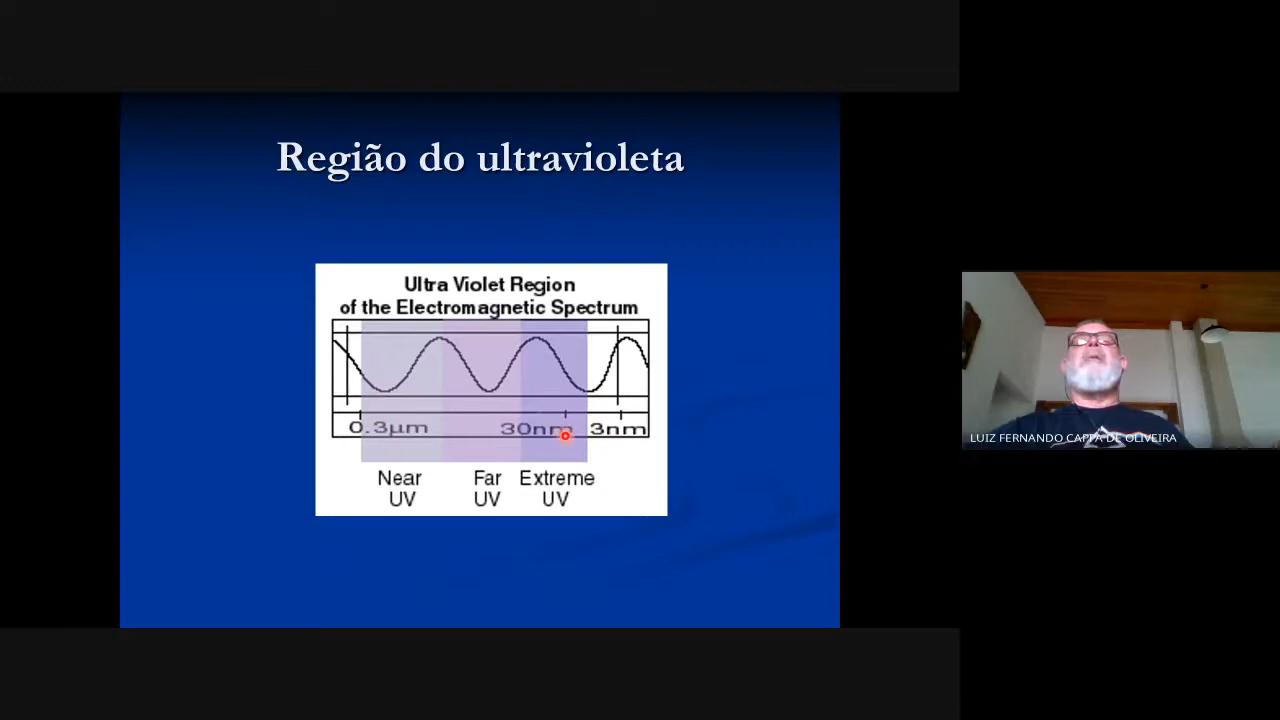 Região do ultravioleta
Ultra Violet Region
of the Electromagnetic Spectrum
0.3µm 30nm 3nm
Near Far Extreme
UV UV UV
LUIZ FERNANDO CAPPA DE OLIVEIRA